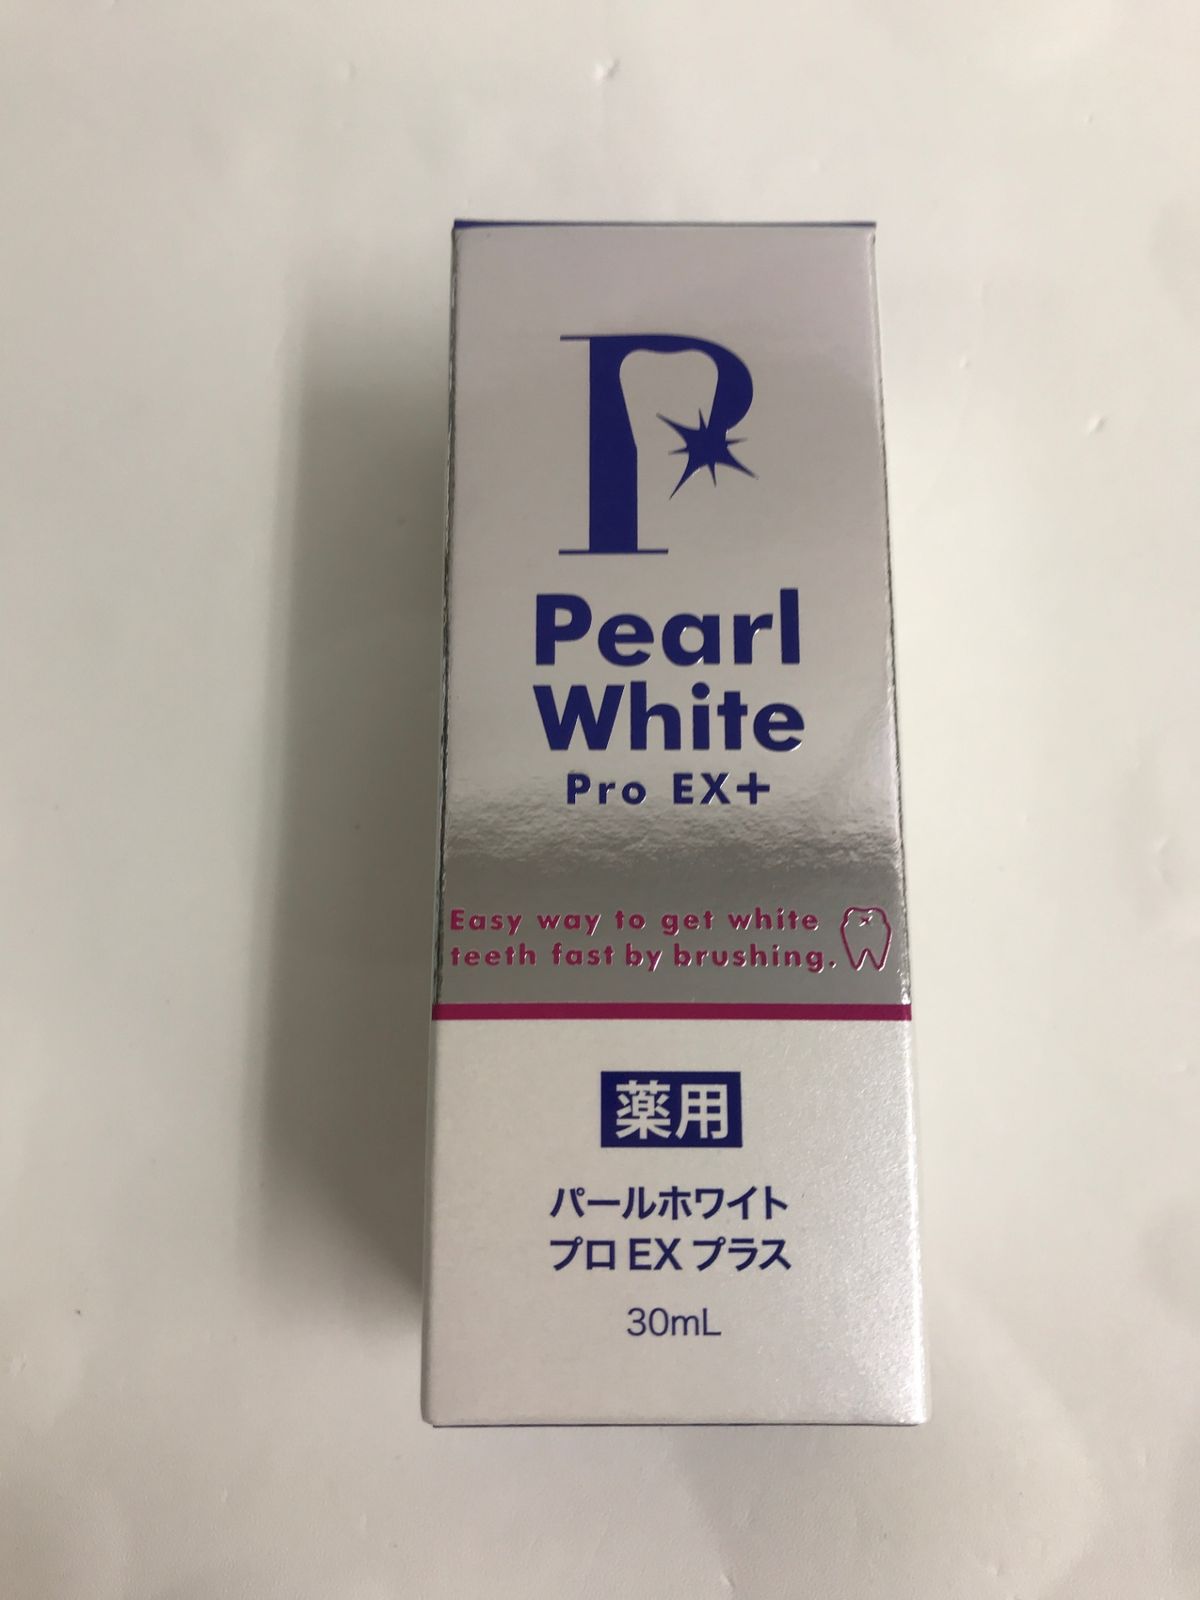 P
Pearl
White
Pro EX+
Easy way to get white
teeth fast by brushing.
薬用
パールホワイト
プロ EX プラス
30mL